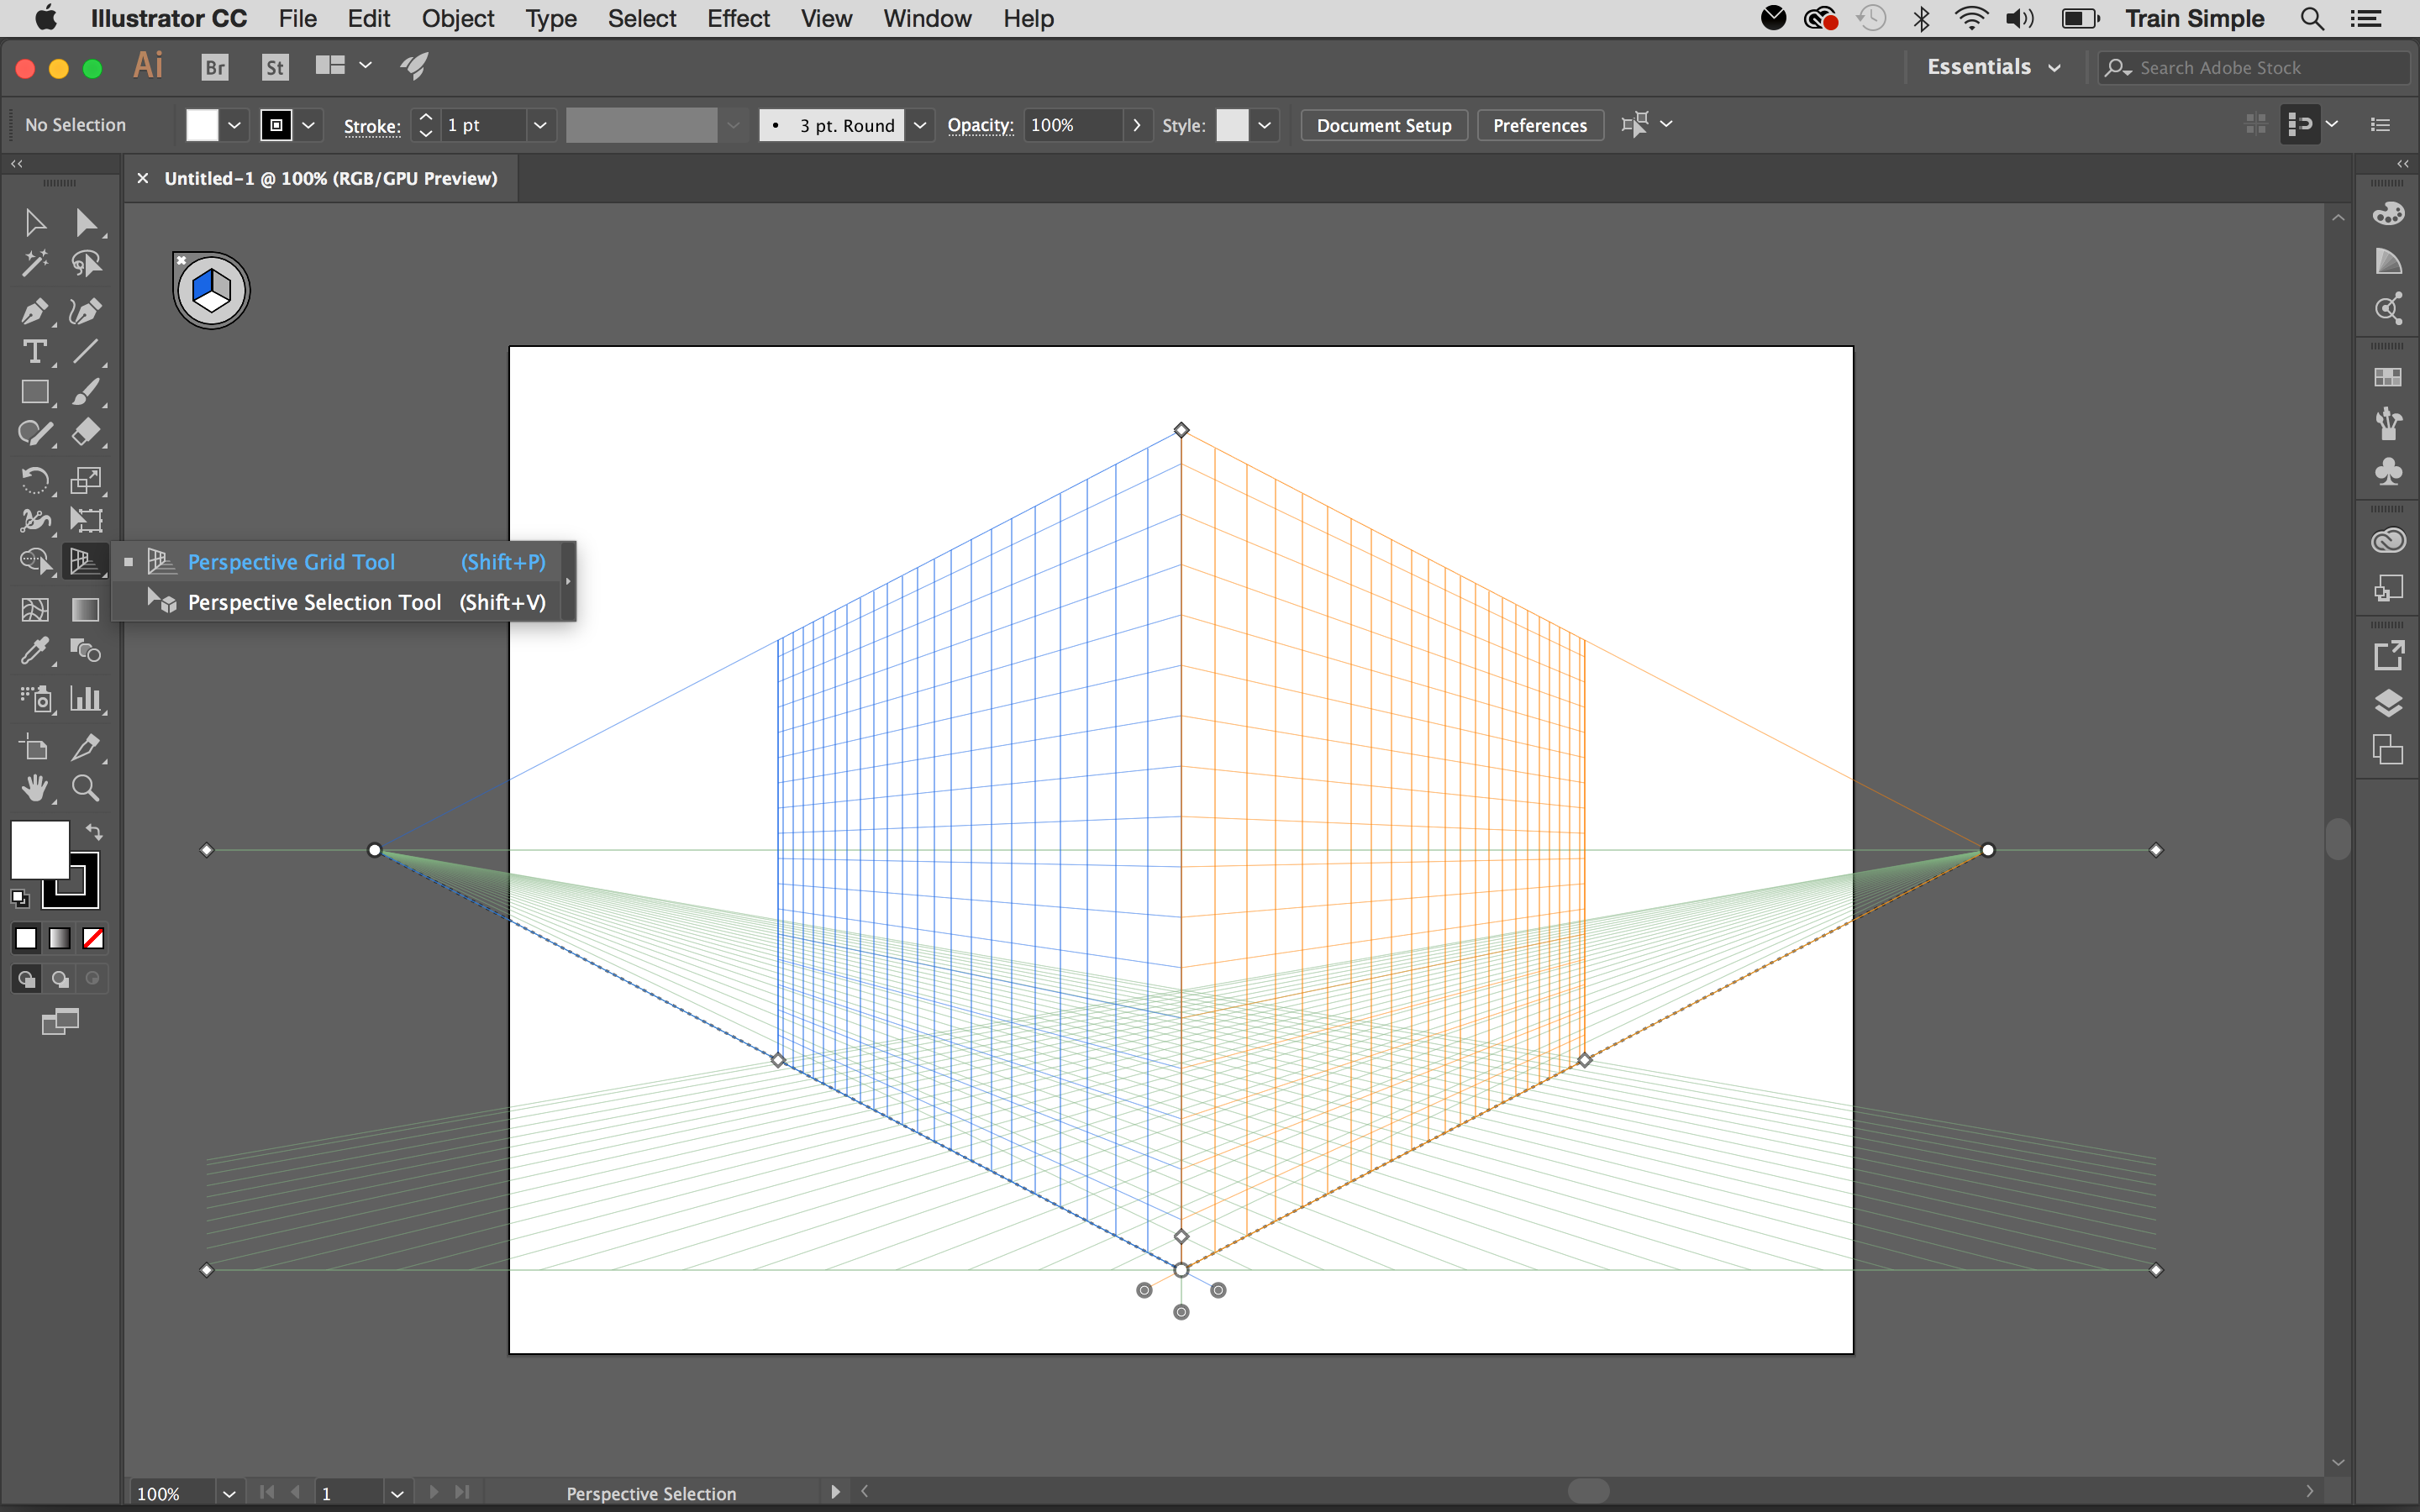 Illustrator CC File Edit Object Type Select Effect View Window Help Train Simple
Ai Br St Essentials Search Adobe Stock
No Selection Stroke: 1 pt 3 pt. Round Opacity: 100% Style: Document Setup Preferences
Untitled-1 @ 100% (RGB/GPU Preview)
Perspective Grid Tool (Shift+P)
Perspective Selection Tool (Shift+V)
100% 1 Perspective Selection